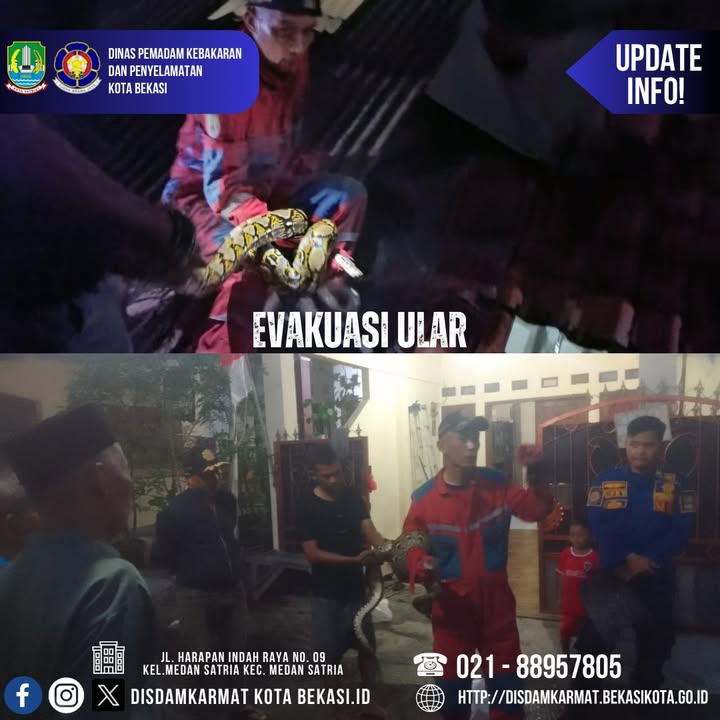 DINAS PEMADAM KEBAKARAN
DAN PENYELAMATAN
KOTA BEKASI
UPDATE
INFO!
EVAKUASI ULAR
JL. HARAPAN INDAH RAYA NO. 09
KEL.MEDAN SATRIA KEC. MEDAN SATRIA
021 - 88957805
DISDAMKARMAT KOTA BEKASI.ID
HTTP://DISDAMKARMAT.BEKASIKOTA.GO.ID